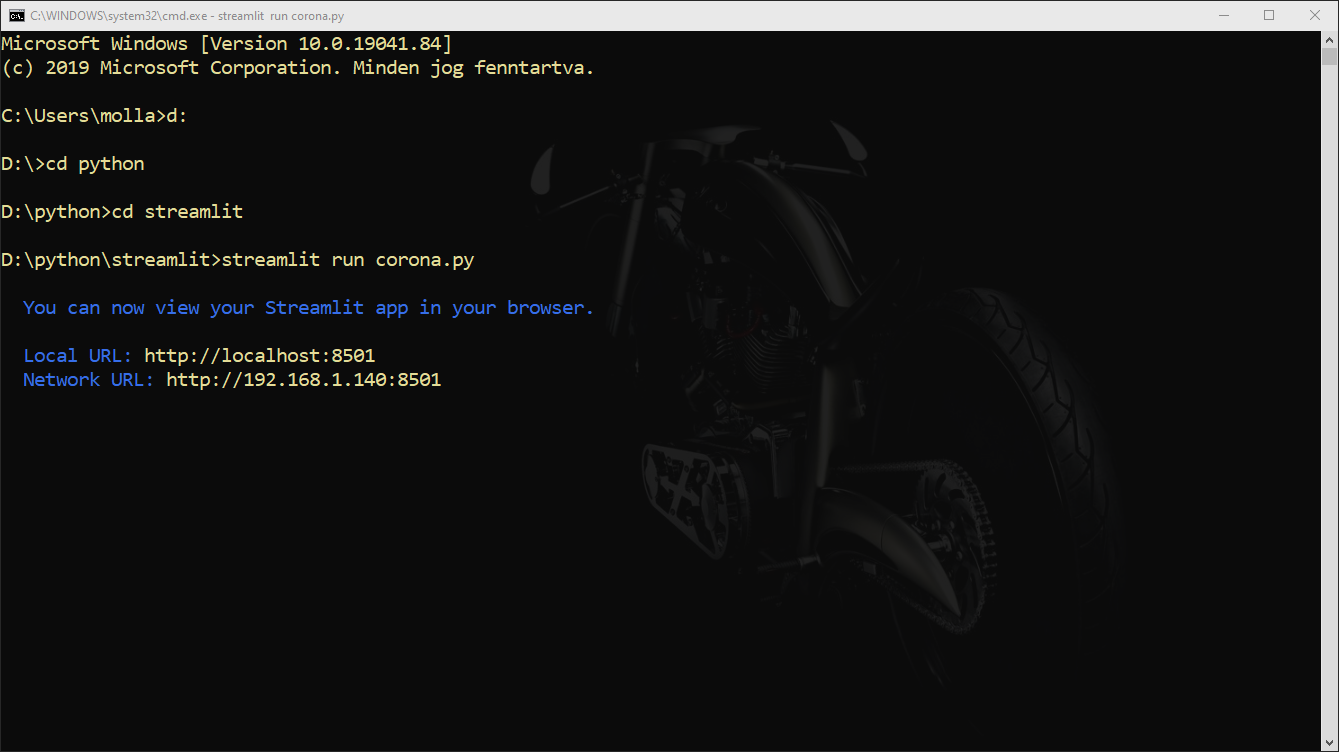 C:\WINDOWS\system32\cmd.exe - streamlit  run corona.py
Microsoft Windows [Version 10.0.19041.84]
(c) 2019 Microsoft Corporation. Minden jog fenntartva.
C:\Users\molla>d:
D:\>cd python
D:\python>cd streamlit
D:\python\streamlit>streamlit run corona.py
You can now view your Streamlit app in your browser.
Local URL: http://localhost:8501
Network URL: http://192.168.1.140:8501